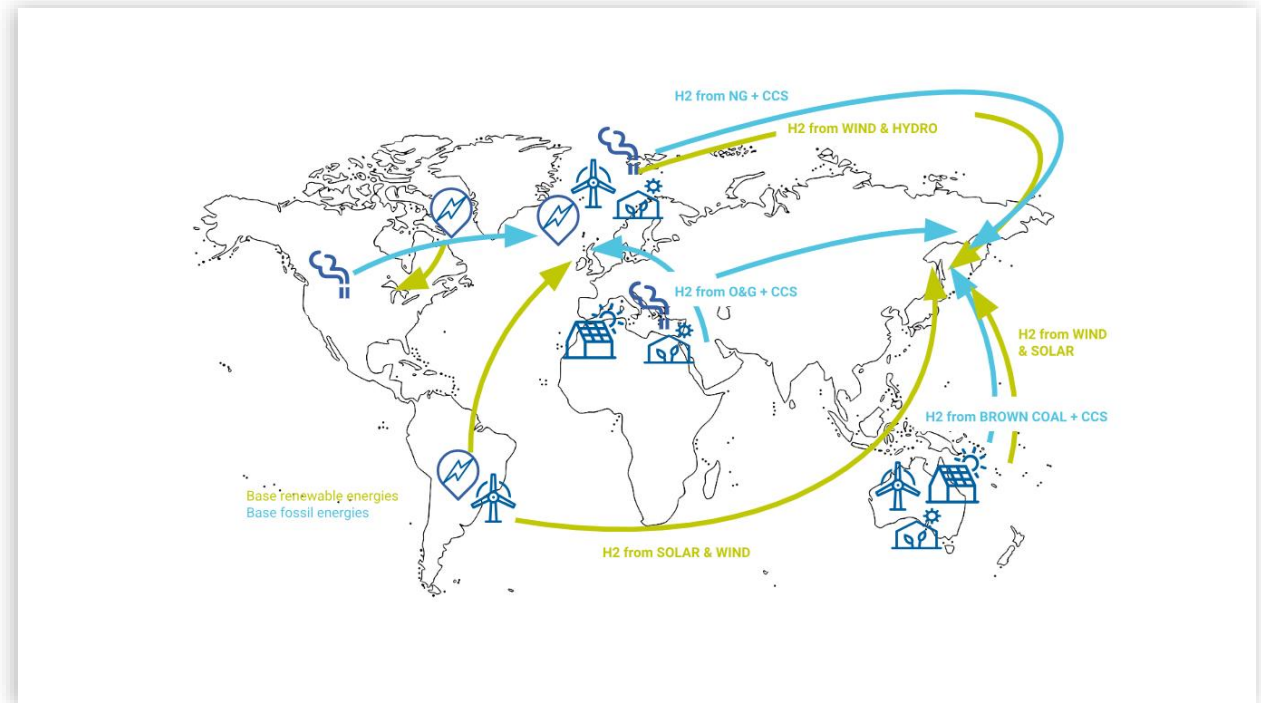 H2 from NG + CCS
H2 from WIND & HYDRO
H2 from O&G + CCS
H2 from WIND
& SOLAR
H2 from BROWN COAL + CCS
Base renewable energies
Base fossil energies
H2 from SOLAR & WIND